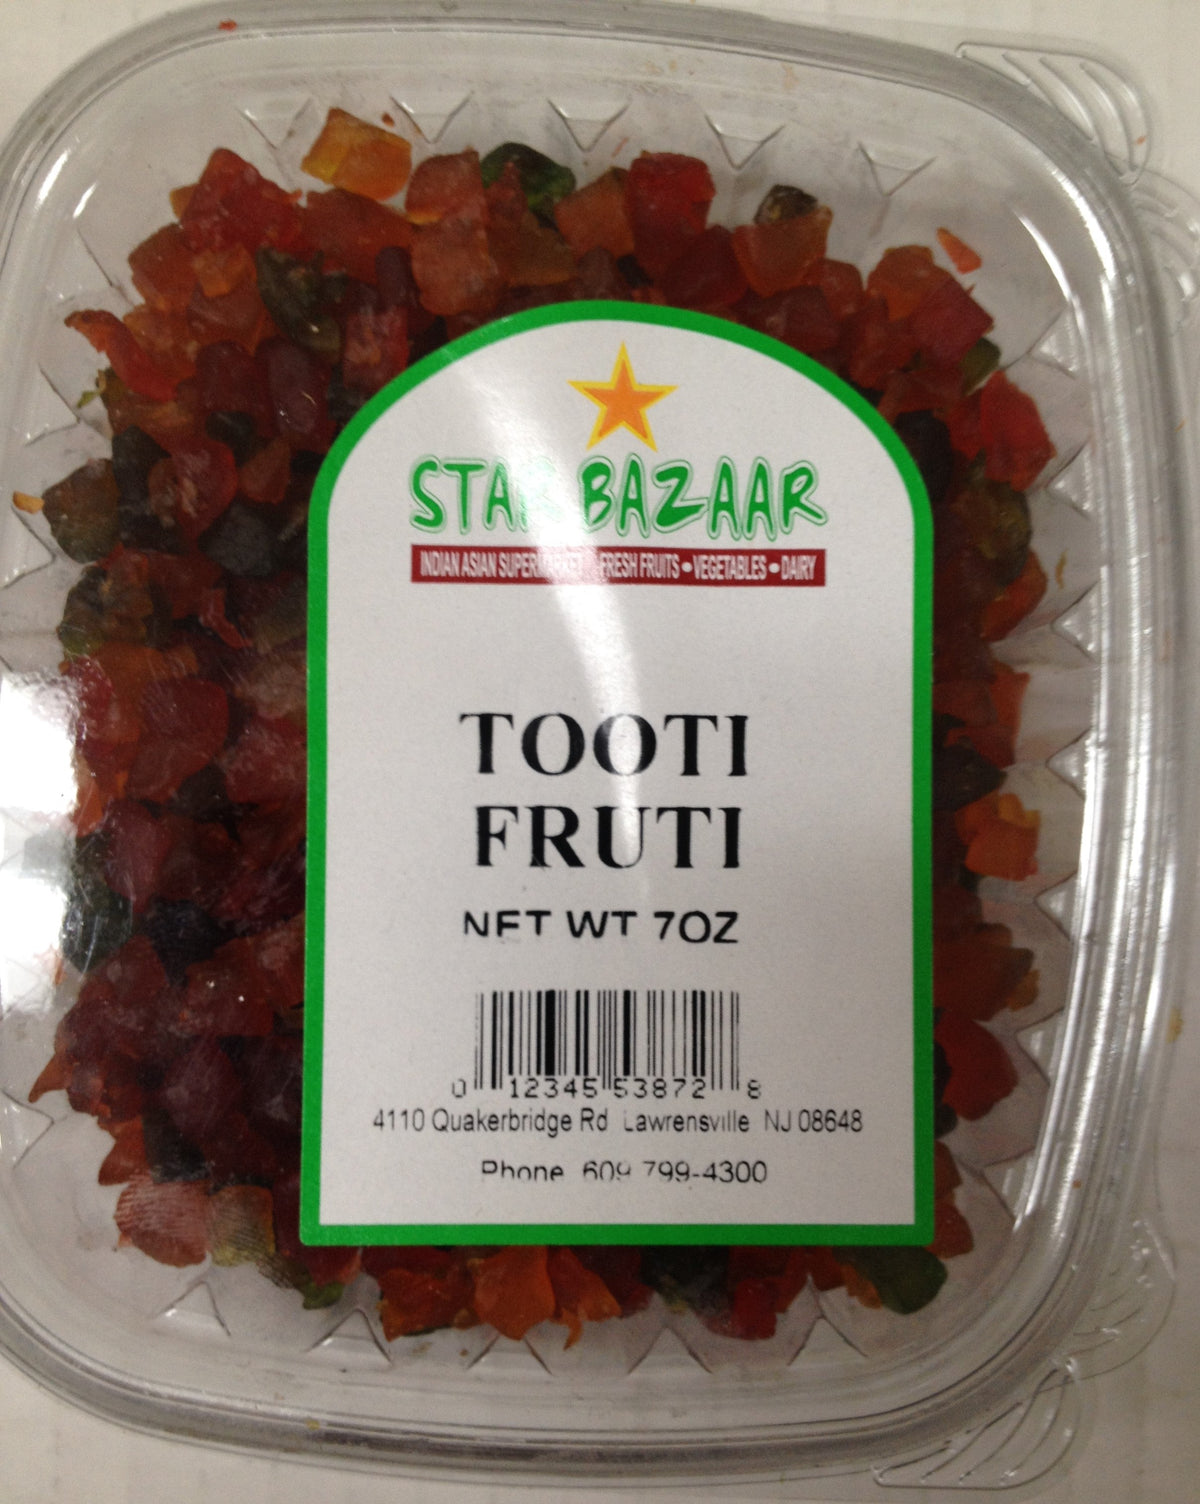 STAR BAZAAR
INDIAN ASIAN SUPERMARKET • FRESH FRUITS • VEGETABLES • DAIRY
TOOTI
FRUTI
NET WT 7OZ
0 12345 53872 8
4110 Quakerbridge Rd Lawrensville NJ 08648
Phone 609 799-4300